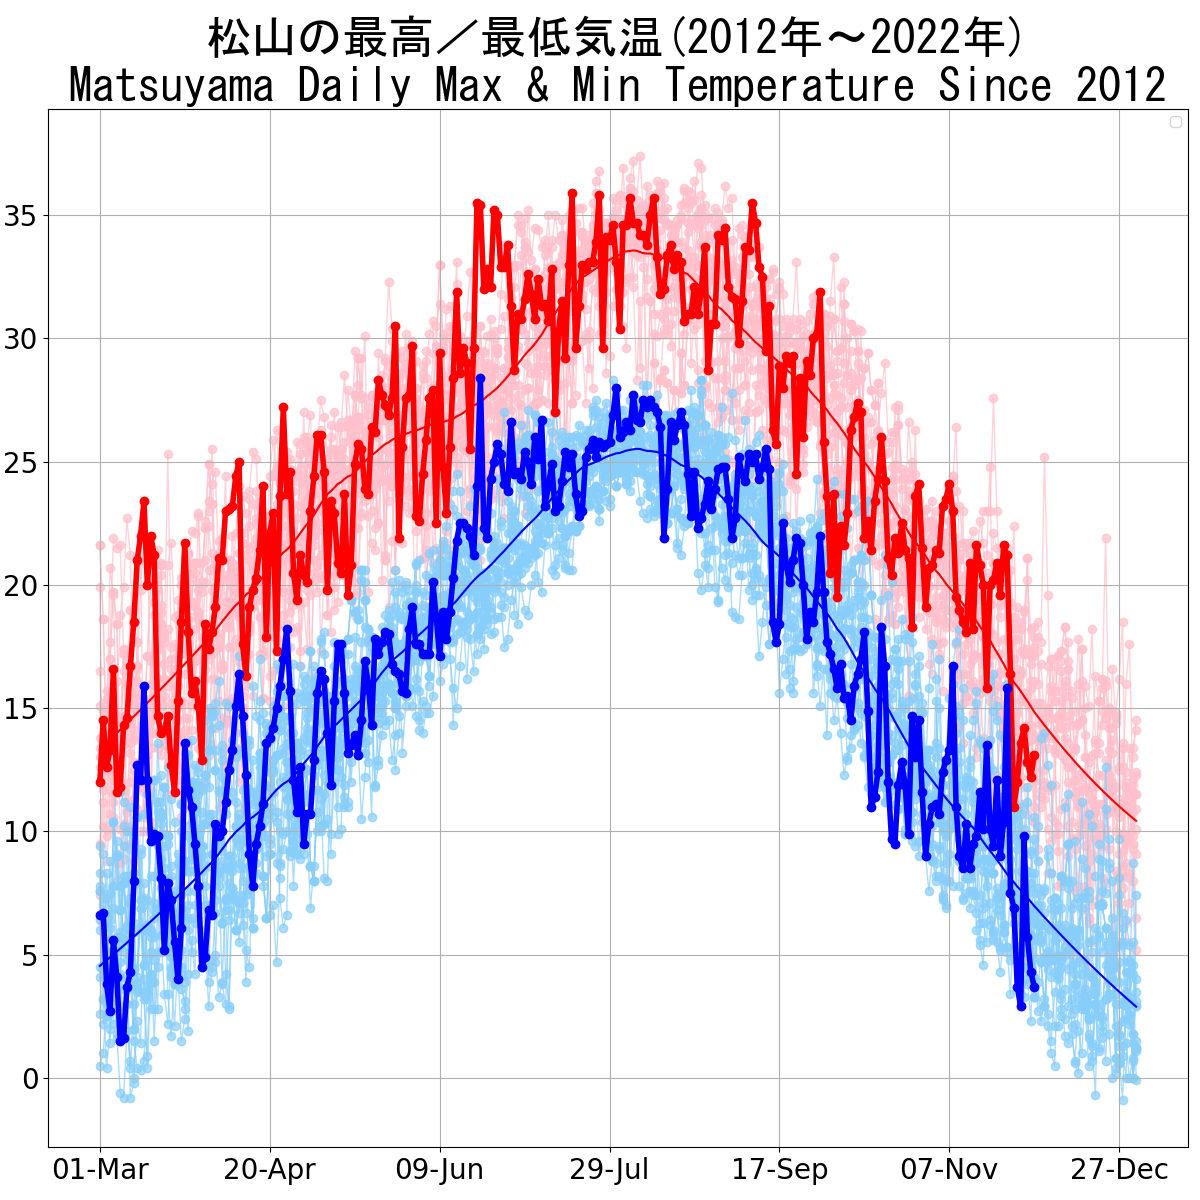 松山の最高／最低気温(2012年～2022年)
Matsuyama Daily Max & Min Temperature Since 2012
35
30
25
20
15
10
5
0
01-Mar 20-Apr 09-Jun 29-Jul 17-Sep 07-Nov 27-Dec